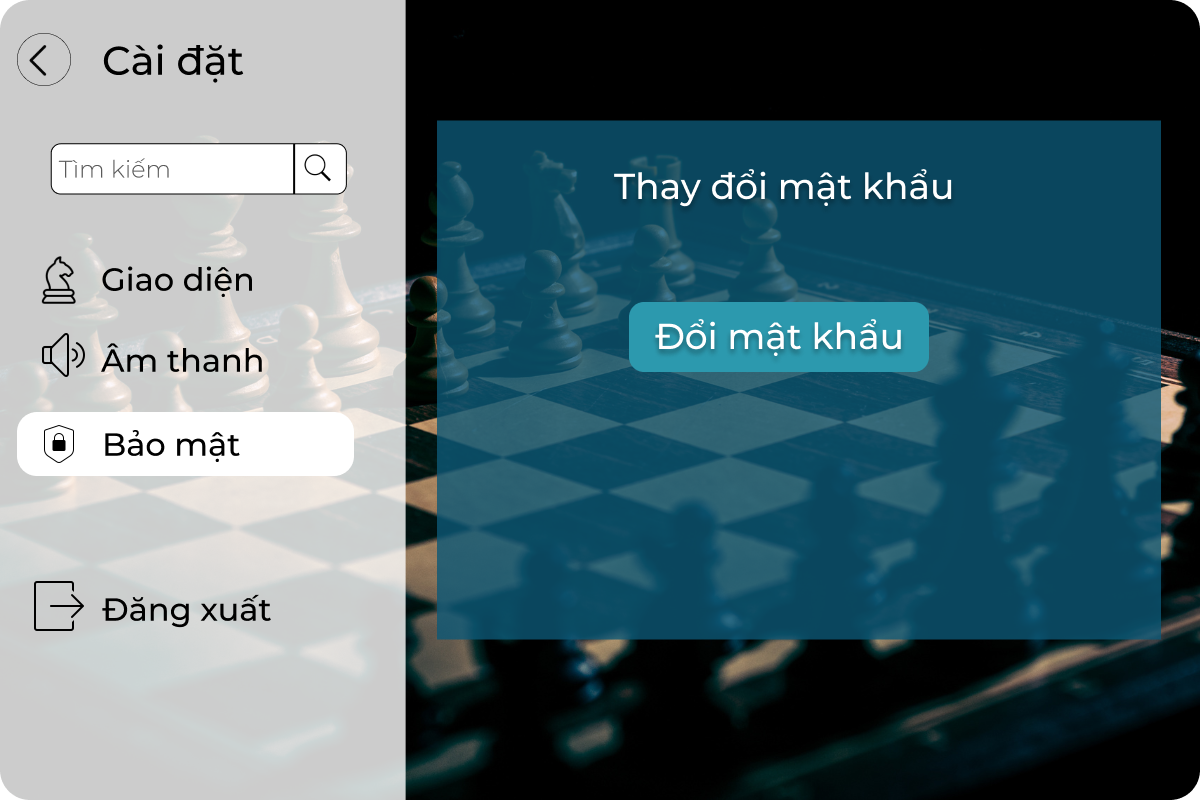 Cài đặt
Tìm kiếm
Giao diện
Âm thanh
Bảo mật
Đăng xuất
Thay đổi mật khẩu
Đổi mật khẩu